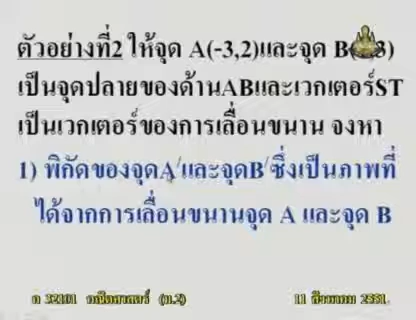 ตัวอย่างที่2 ให้จุด A(-3,2)และจุด B( 3)
เป็นจุดปลายของด้านABและเวกเตอร์ST
เป็นเวกเตอร์ของการเลื่อนขนาน จงหา
1) พิกัดของจุดA/และจุดB/ซึ่งเป็นภาพที่
ได้จากการเลื่อนขนานจุด A และจุด B
ค 32101 คณิตศาสตร์ (ม.2)
11 สิงหาคม 2551.